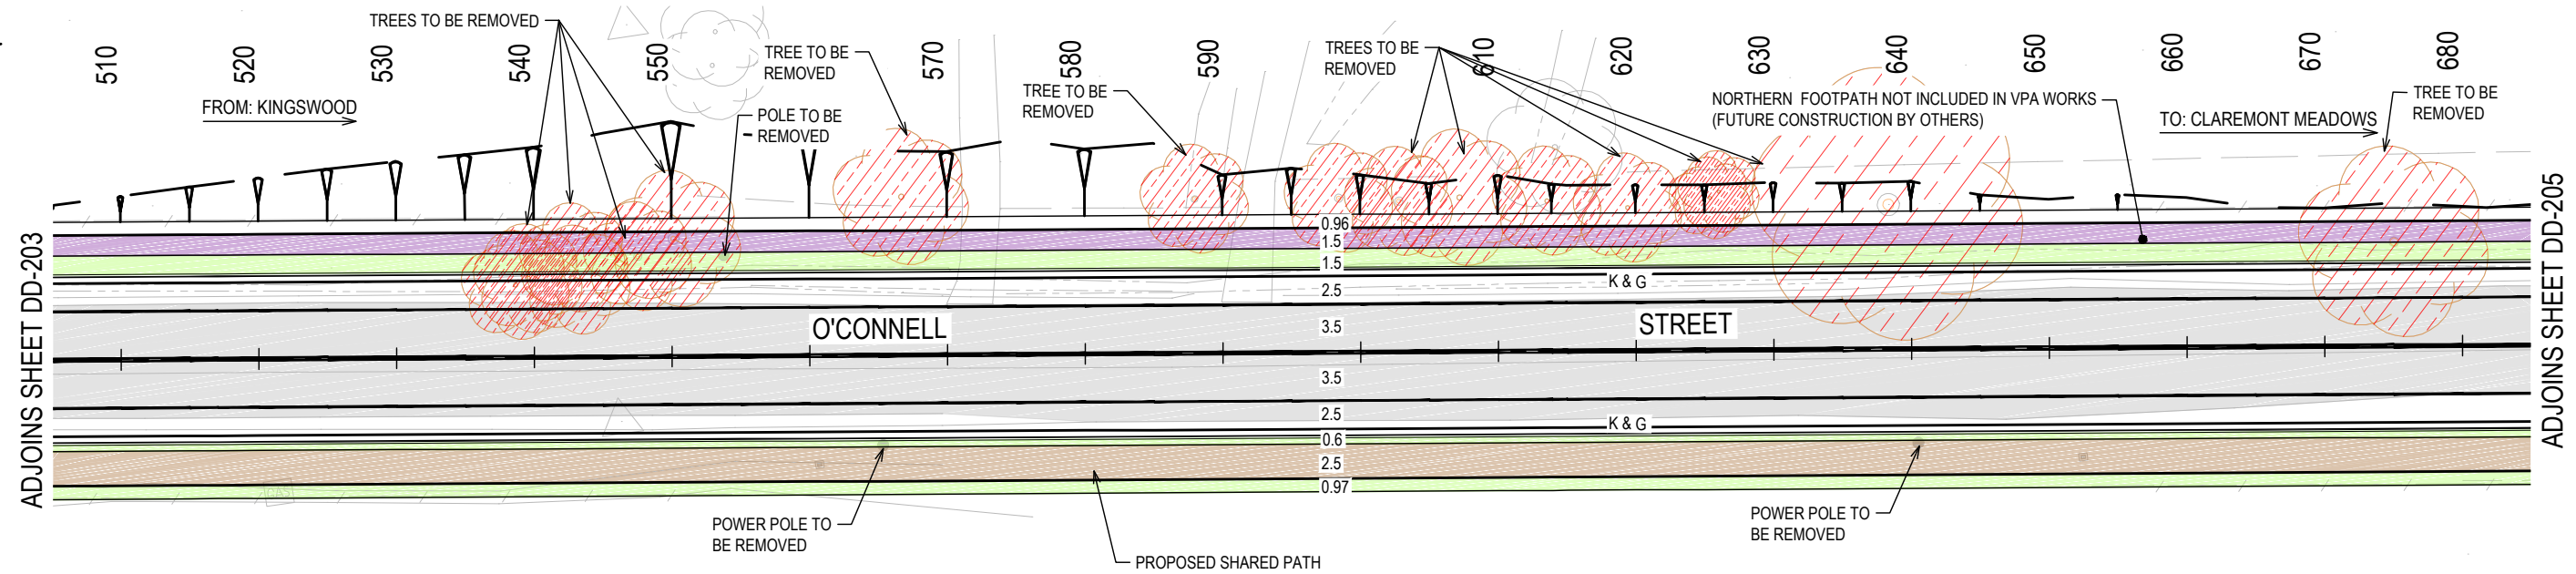 TREES TO BE REMOVED
510
520
530
540
550
570
580
590
610
620
630
640
650
660
670
680
TREE TO BE
REMOVED
TREE TO BE
REMOVED
TREES TO BE
REMOVED
TREE TO BE
REMOVED
FROM: KINGSWOOD
POLE TO BE
REMOVED
NORTHERN FOOTPATH NOT INCLUDED IN VPA WORKS
(FUTURE CONSTRUCTION BY OTHERS)
TO: CLAREMONT MEADOWS
ADJOINS SHEET DD-203
ADJOINS SHEET DD-205
0.96
1.5
1.5
K & G
2.5
O'CONNELL
3.5
STREET
3.5
2.5
K & G
0.6
2.5
0.97
POWER POLE TO
BE REMOVED
PROPOSED SHARED PATH
POWER POLE TO
BE REMOVED